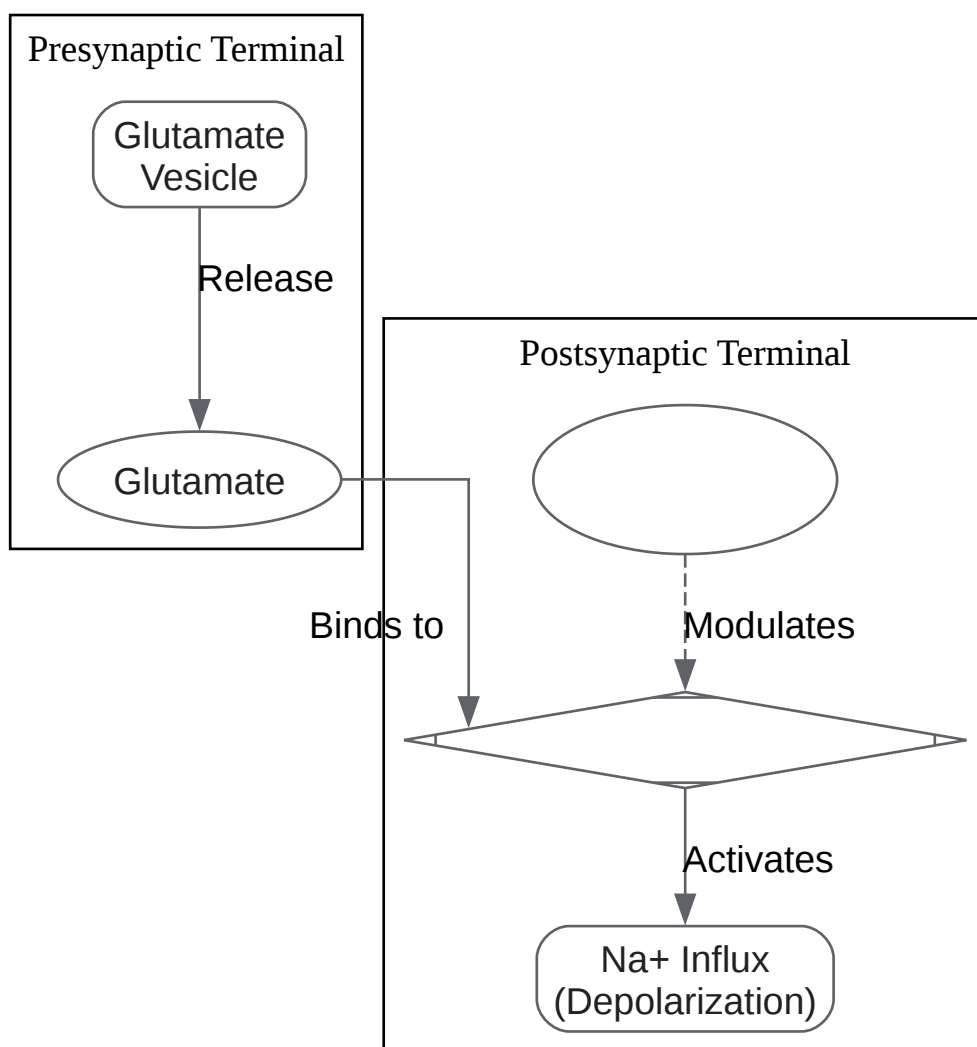 Presynaptic Terminal
Glutamate
Vesicle
Release
Glutamate
Postsynaptic Terminal
Binds to
Modulates
Activates
Na+ Influx
(Depolarization)